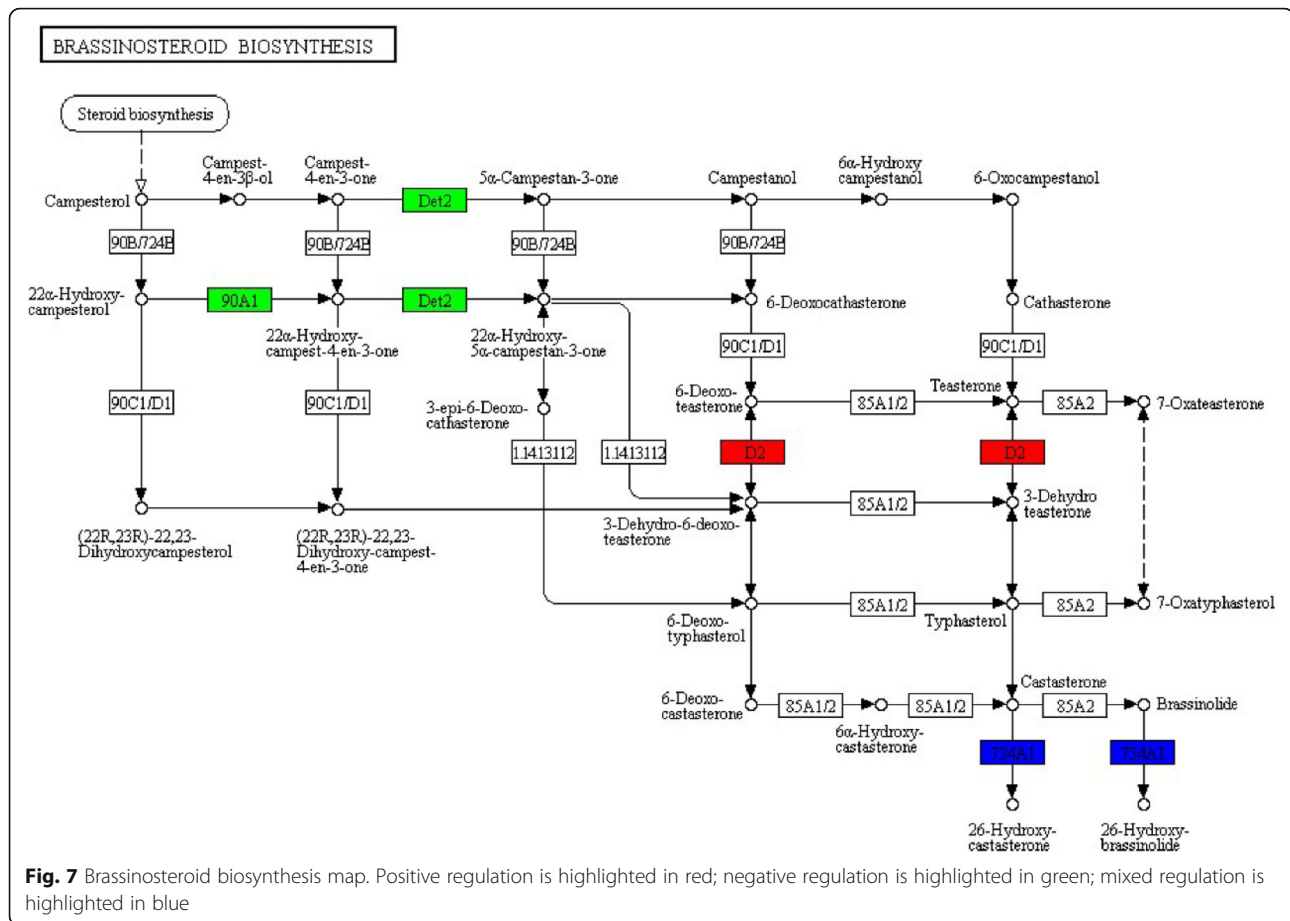 BRASSINOSTEROID BIOSYNTHESIS
Steroid biosynthesis
Campesterol
Campest-
4-en-3β-ol
Campest-
4-en-3-one
Det2
5α-Campestan-3-one
Campestanol
6α-Hydroxy
campestanol
6-Oxocampestanol
90B/724B
90B/724B
90B/724B
90B/724B
22α-Hydroxy-
campesterol
90A1
22α-Hydroxy-
campest-4-en-3-one
Det2
22α-Hydroxy-
5α-campestan-3-one
6-Deoxocathasterone
Cathasterone
90C1/D1
90C1/D1
90C1/D1
90C1/D1
3-epi-6-Deoxo-
cathasterone
6-Deoxo-
teasterone
85A1/2
Teasterone
85A2
7-Oxateasterone
1.14.13.112
1.14.13.112
D2
D2
(22R,23R)-22,23-
Dihydroxycampesterol
(22R,23R)-22,23-
Dihydroxy-campest-
4-en-3-one
3-Dehydro-6-deoxo-
teasterone
85A1/2
3-Dehydro
teasterone
6-Deoxo-
typhasterol
85A1/2
Typhasterol
85A2
7-Oxatyphasterol
6-Deoxo-
castasterone
85A1/2
6α-Hydroxy-
castasterone
85A1/2
Castasterone
85A2
Brassinolide
734A1
734A1
26-Hydroxy-
castasterone
26-Hydroxy-
brassinolide
Fig. 7 Brassinosteroid biosynthesis map. Positive regulation is highlighted in red; negative regulation is highlighted in green; mixed regulation is
highlighted in blue